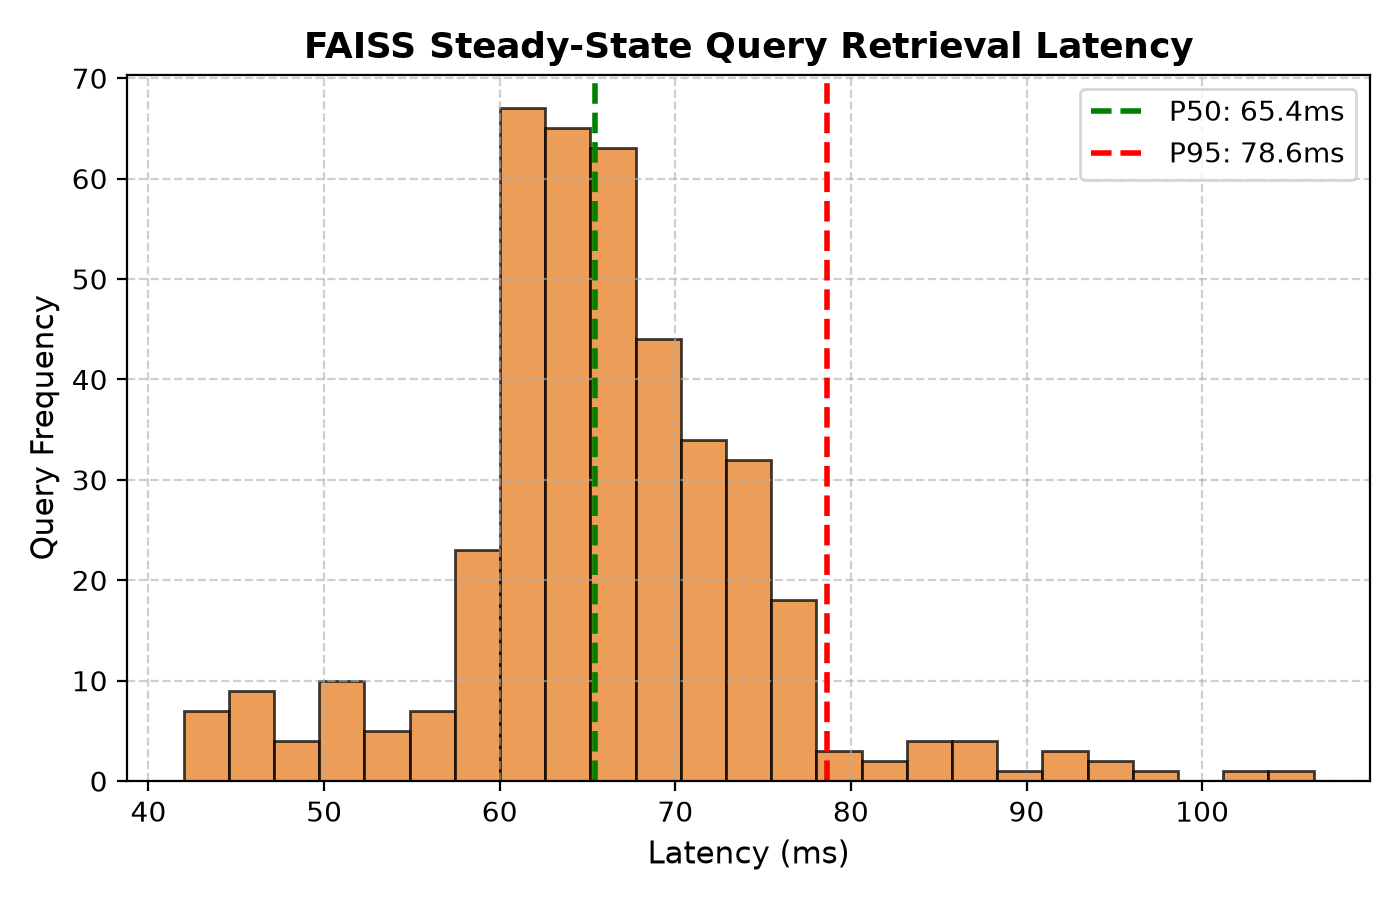 FAISS Steady-State Query Retrieval Latency
P50: 65.4ms
P95: 78.6ms
Query Frequency
70
60
50
40
30
20
10
0
40 50 60 70 80 90 100
Latency (ms)